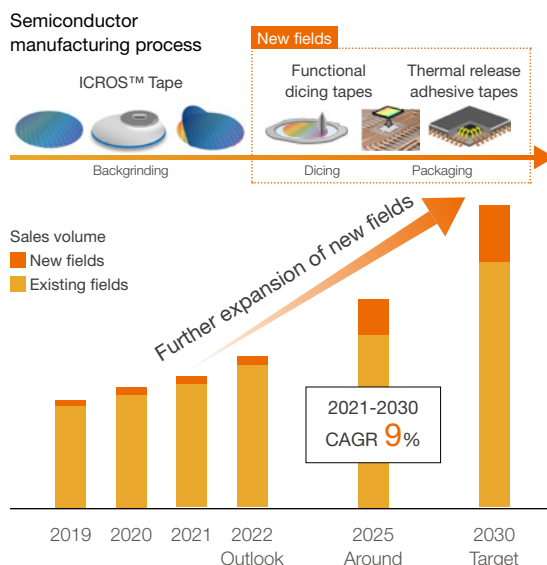 Semiconductor
manufacturing process
New fields
ICROS™ Tape
Functional
dicing tapes
Thermal release
adhesive tapes
Backgrinding
Dicing
Packaging
Sales volume
New fields
Existing fields
Further expansion of new fields
2021-2030
CAGR 9%
2019
2020
2021
2022
Outlook
2025
Around
2030
Target